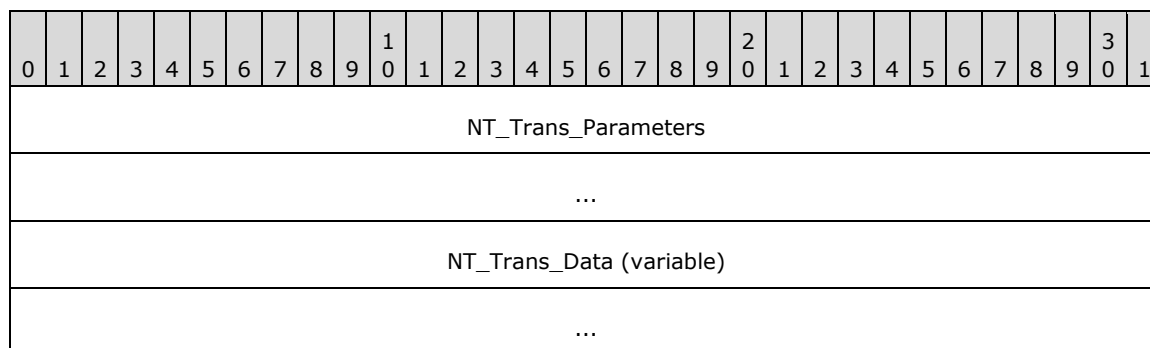 1 2 3
0 1 2 3 4 5 6 7 8 9 0 1 2 3 4 5 6 7 8 9 0 1 2 3 4 5 6 7 8 9 0 1
NT_Trans_Parameters
...
NT_Trans_Data (variable)
...